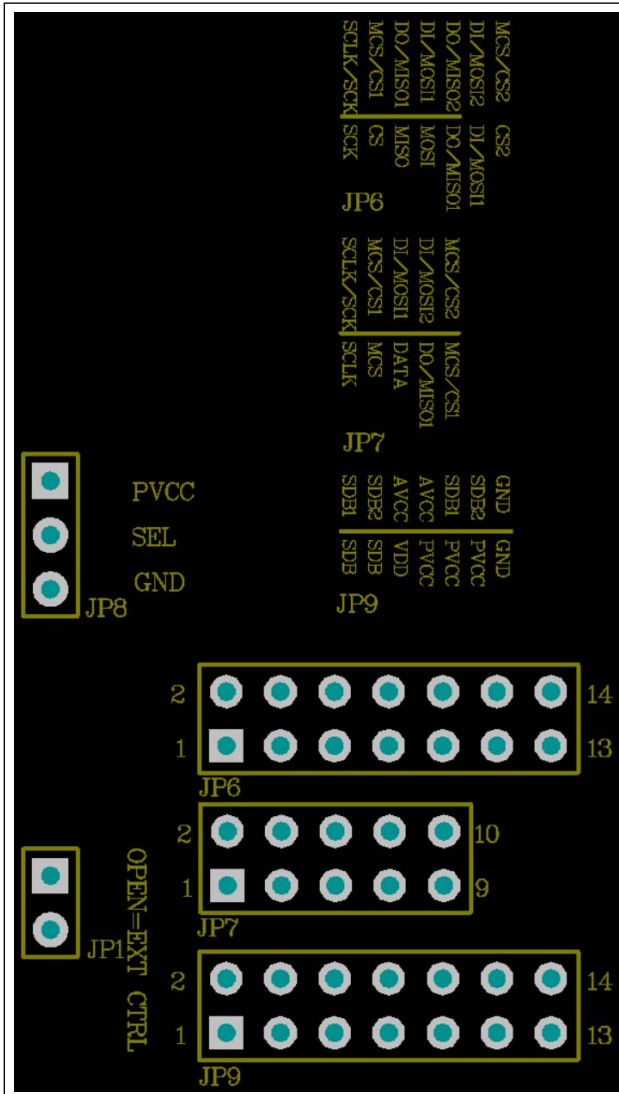 SCLK/SCK
MCS/CS1
DO/MISO1
DI/MOSI1
DO/MISO2
DI/MOSI2
MCS/CS2
SCK
CS
MISO
MOSI
DO/MISO1
DI/MOSI1
CS2
JP6
SCLK/SCK
MCS/CS1
DI/MOSI1
DI/MOSI2
MCS/CS2
SCLK
MCS
DATA
DO/MISO1
MCS/CS1
JP7
SDB1
SDB2
AVCC
AVCC
SDB1
SDB2
GND
SDB
SDB
VDD
PVCC
PVCC
PVCC
GND
JP9
PVCC
SEL
GND
JP8
2
14
1
13
JP6
2
10
1
9
JP7
OPEN=EXT CTRL
JP1
2
14
1
13
JP9